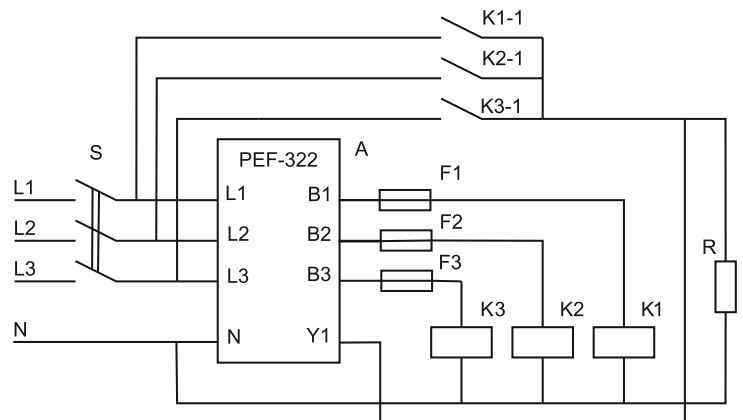 K1-1
K2-1
K3-1
S
PEF-322
A
L1
L1
B1
F1
L2
L2
B2
F2
L3
L3
B3
F3
R
K3
K2
K1
N
N
Y1